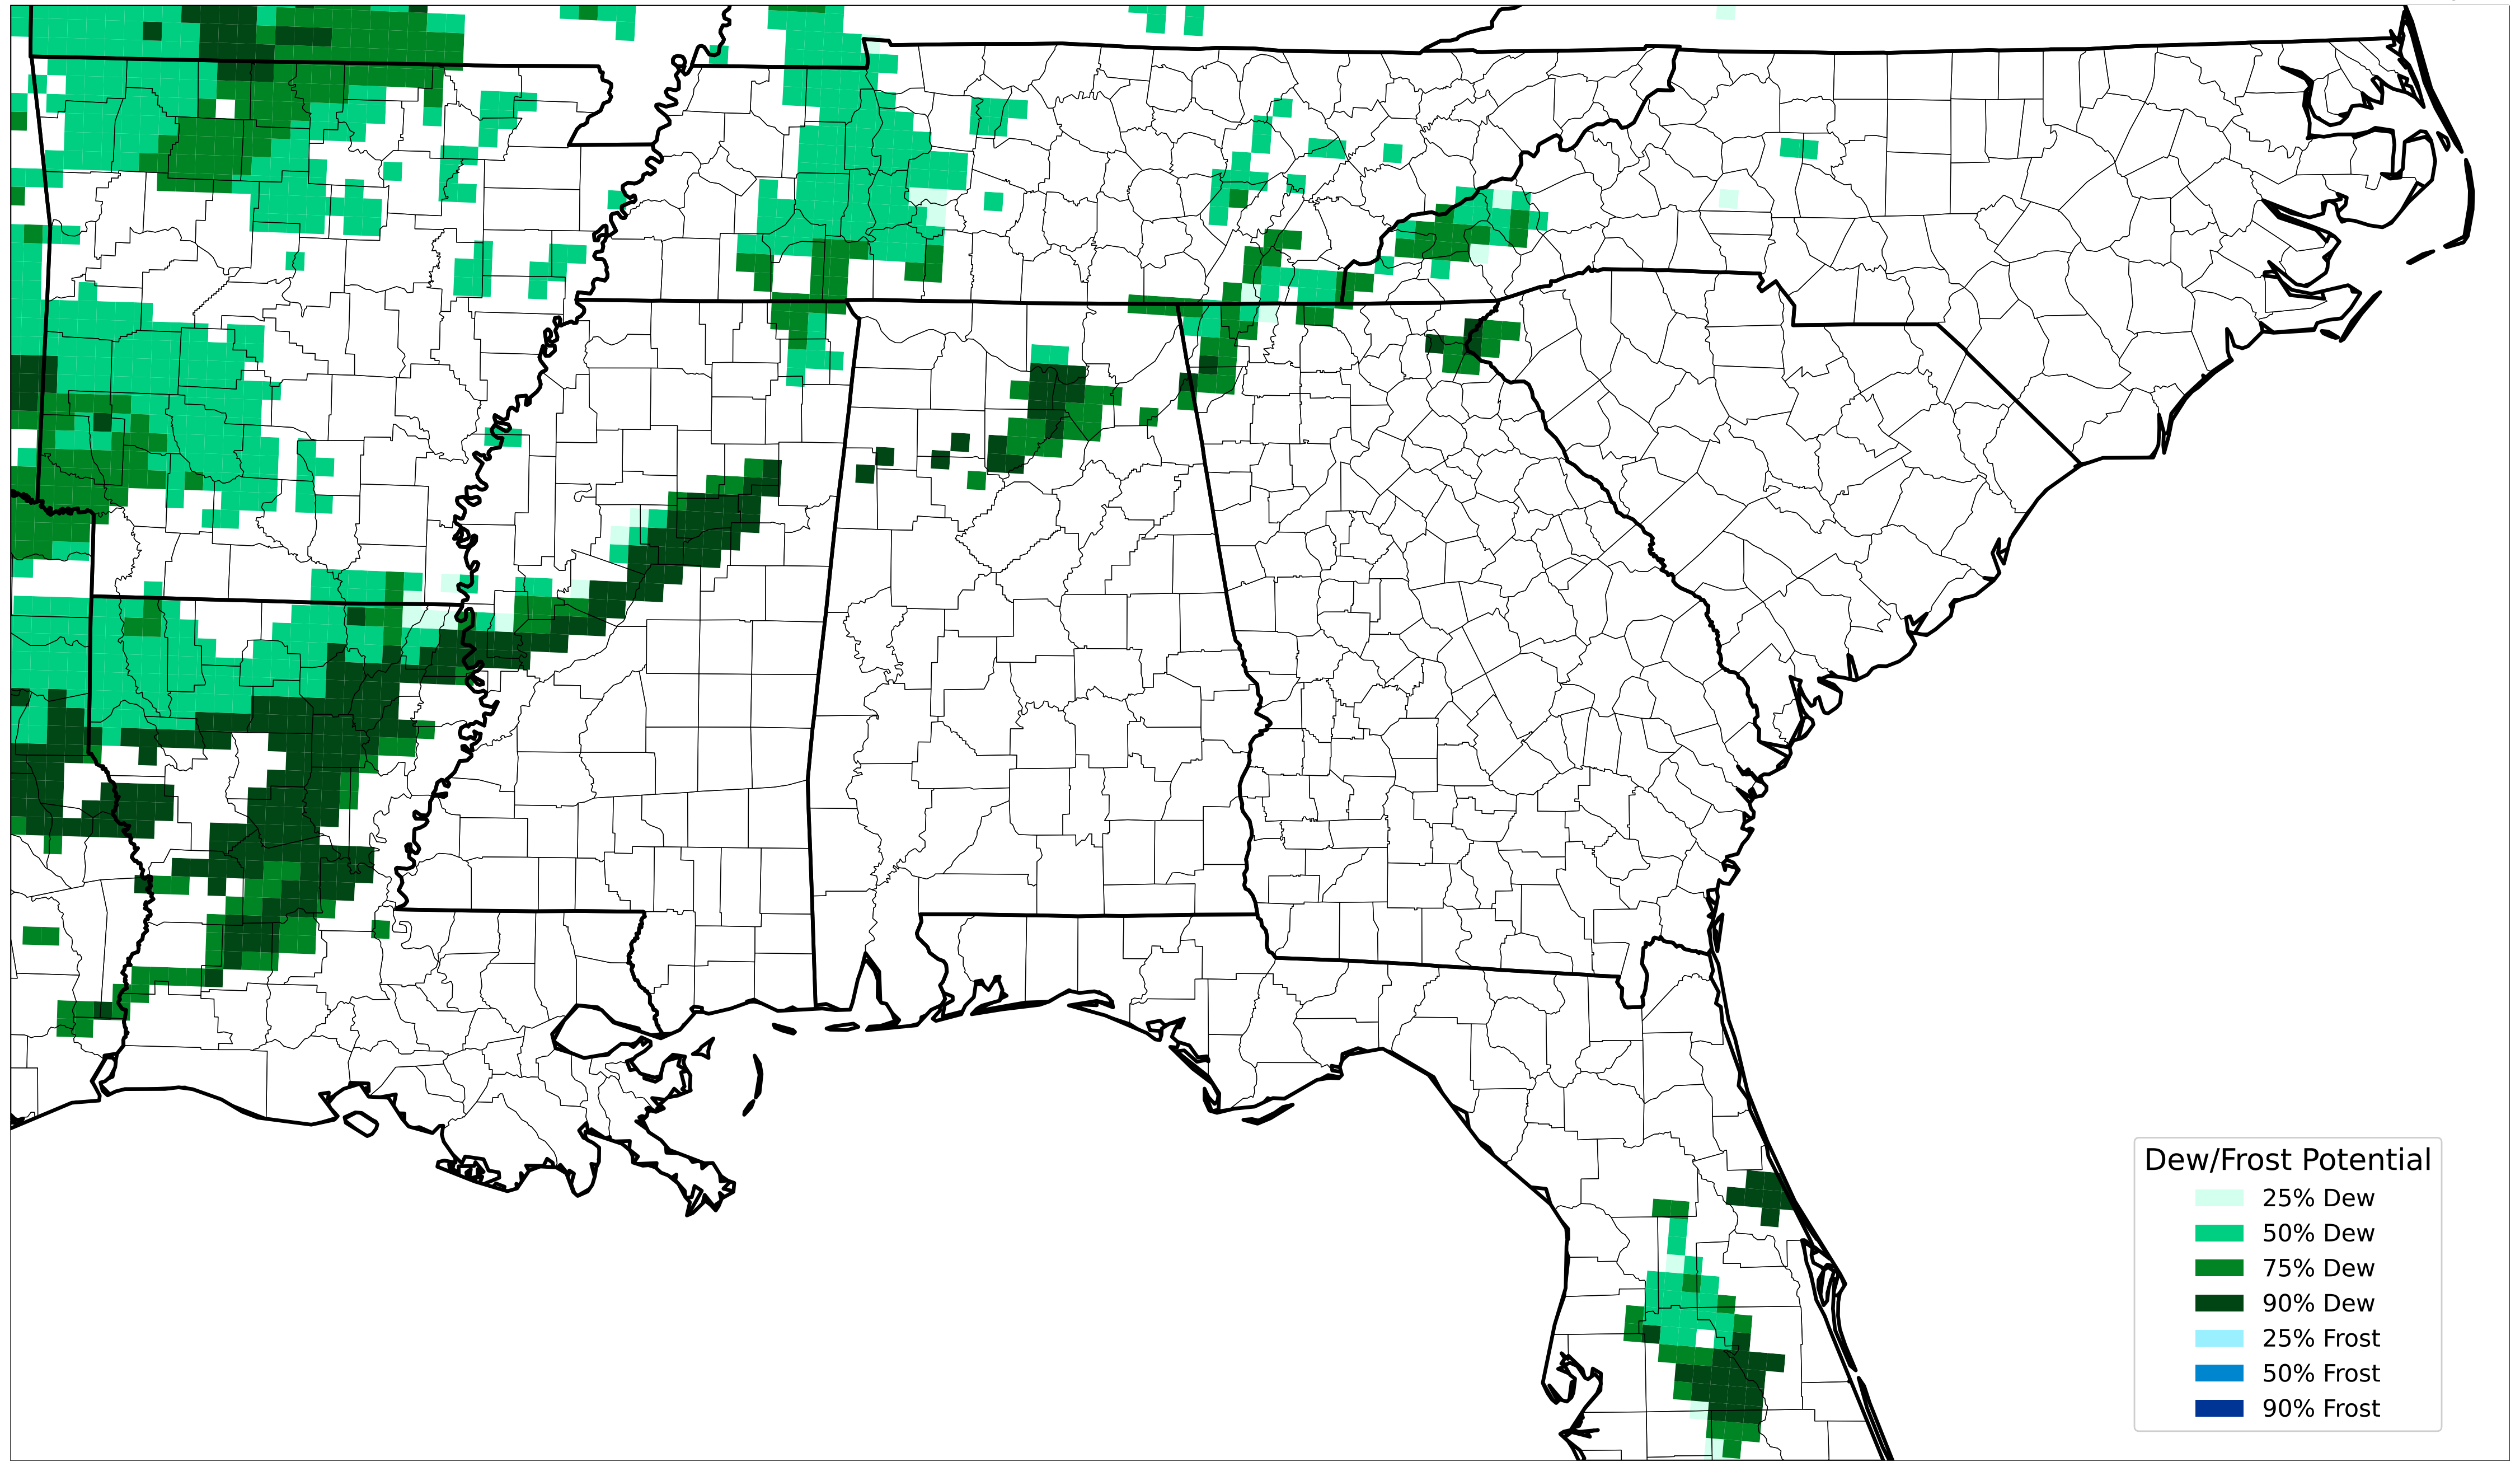 Dew/Frost Potential
25% Dew
50% Dew
75% Dew
90% Dew
25% Frost
50% Frost
90% Frost